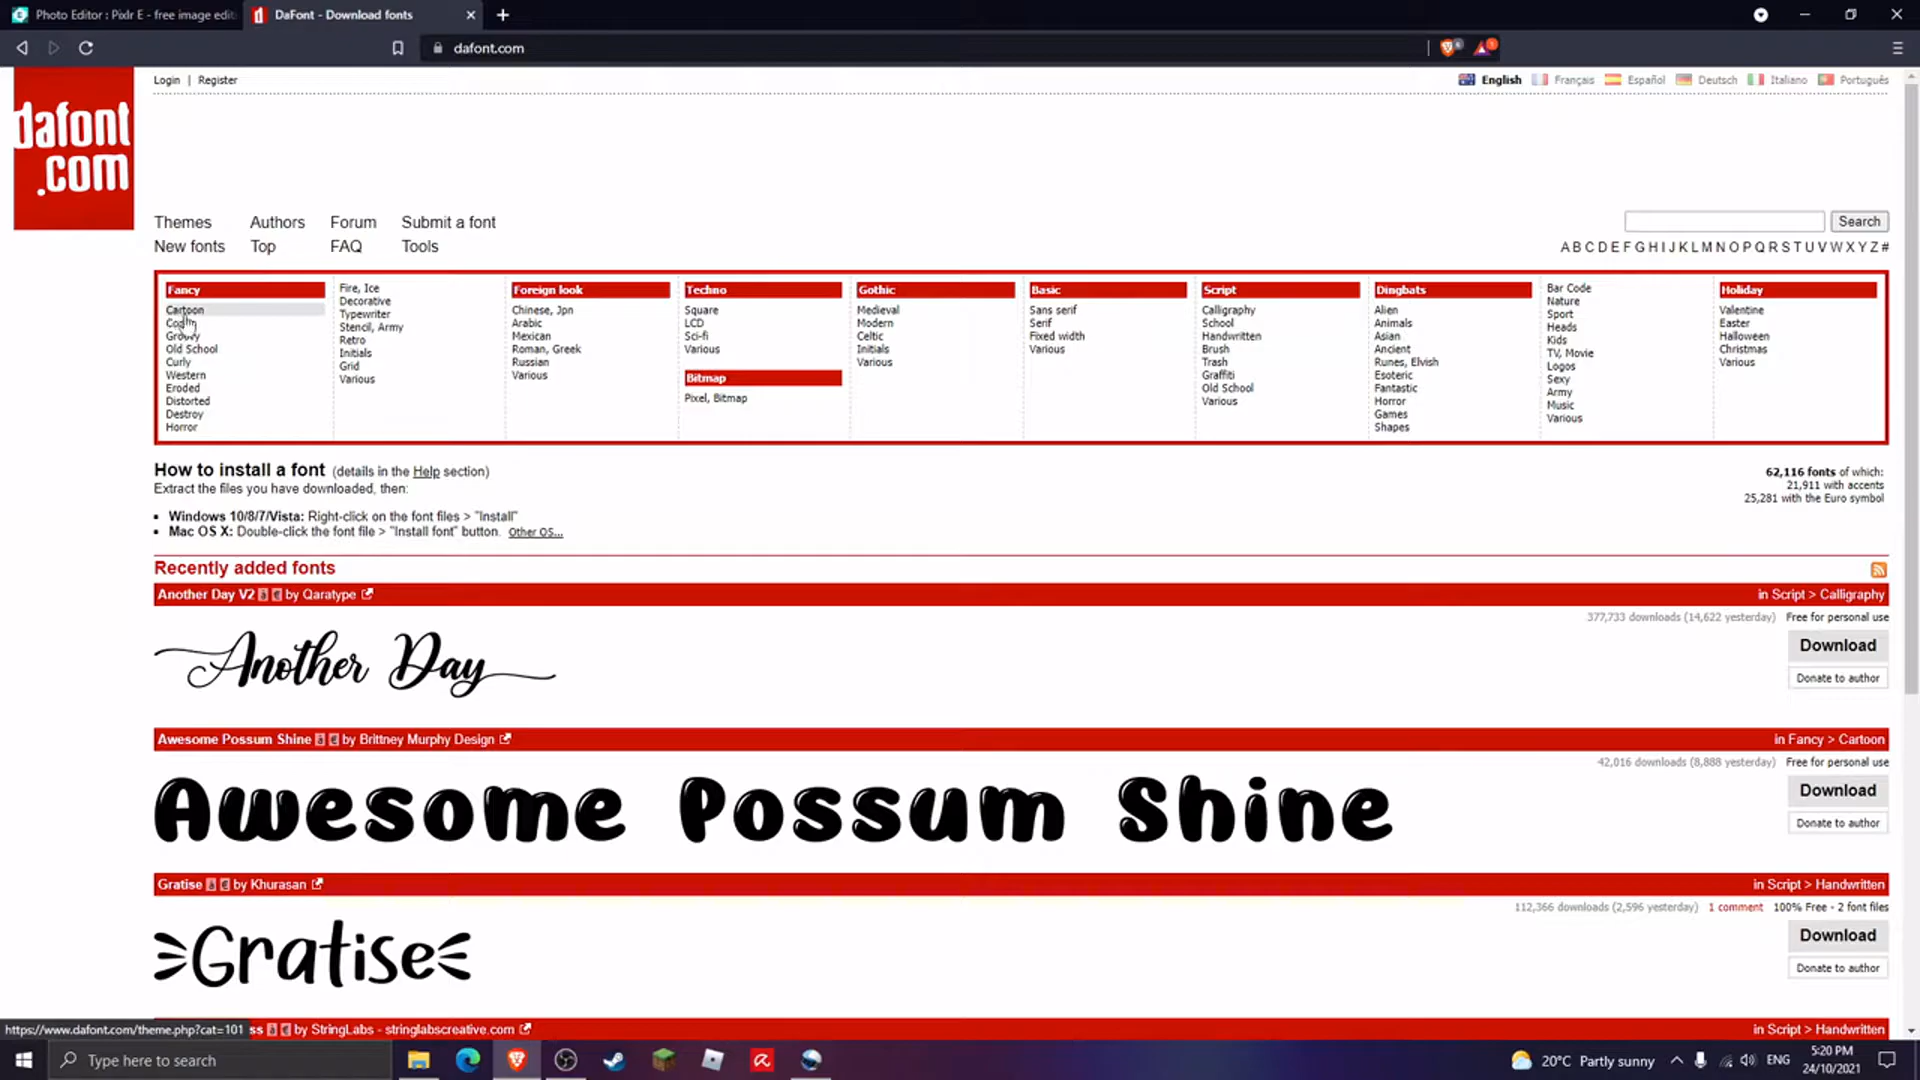 Photo Editor : Pixlr E - free image edit
DaFont - Download fonts
dafont.com
Login | Register
English Français Español Deutsch Italiano Português
dafont
.com
Themes Authors Forum Submit a font
Search
New fonts Top FAQ Tools
A B C D E F G H I J K L M N O P Q R S T U V W X Y Z #
Fancy
Cartoon
Groovy
Old School
Curly
Western
Eroded
Distorted
Destroy
Horror
Fire, Ice
Decorative
Typewriter
Stencil, Army
Retro
Initials
Grid
Various
Foreign look
Chinese, Jpn
Arabic
Mexican
Roman, Greek
Russian
Various
Techno
Square
LCD
Sci-fi
Various
Bitmap
Pixel, Bitmap
Gothic
Medieval
Modern
Celtic
Initials
Various
Basic
Sans serif
Serif
Fixed width
Various
Script
Calligraphy
School
Handwritten
Brush
Trash
Graffiti
Old School
Various
Dingbats
Alien
Animals
Asian
Ancient
Runes, Elvish
Esoteric
Fantastic
Horror
Games
Shapes
Bar Code
Nature
Sport
Heads
Kids
TV, Movie
Logos
Sexy
Army
Music
Various
Holiday
Valentine
Easter
Halloween
Christmas
Various
How to install a font (details in the Help section)
Extract the files you have downloaded, then:
Windows 10/8/7/Vista: Right-click on the font files > "Install"
Mac OS X: Double-click the font file > "Install font" button. Other OS...
62,116 fonts of which:
21,911 with accents
25,281 with the Euro symbol
Recently added fonts
Another Day V2 à € by Qaratype in Script > Calligraphy
377,733 downloads (14,622 yesterday) Free for personal use
Another Day
Download
Donate to author
Awesome Possum Shine à € by Brittney Murphy Design in Fancy > Cartoon
42,016 downloads (8,888 yesterday) Free for personal use
Awesome Possum Shine
Download
Donate to author
Gratise à € by Khurasan in Script > Handwritten
112,366 downloads (2,596 yesterday) 1 comment 100% Free - 2 font files
Gratise
Download
Donate to author
https://www.dafont.com/theme.php?cat=101 ss à € by StringLabs - stringlabscreative.com in Script > Handwritten
Type here to search
20°C Partly sunny
ENG
5:20 PM
24/10/2021